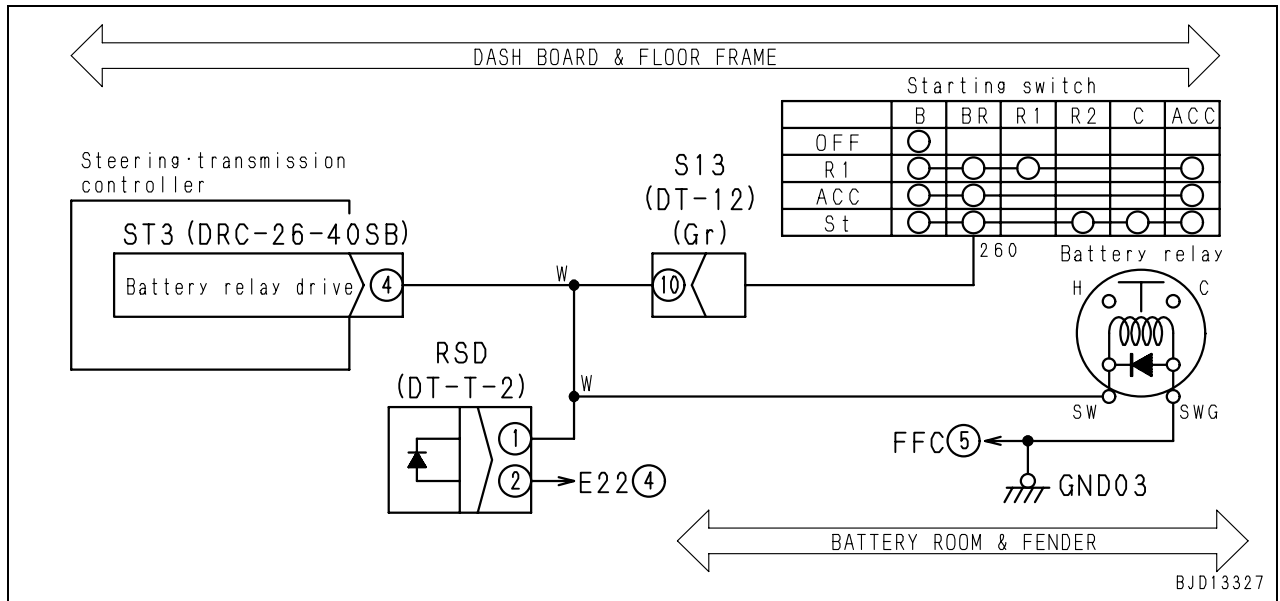 DASH BOARD & FLOOR FRAME
Starting switch
B BR R1 R2 C ACC
OFF
R1
ACC
St
260
Steering·transmission
controller
ST3 (DRC-26-40SB)
Battery relay drive
4
W
S13
(DT-12)
(Gr)
10
Battery relay
H C
SW SWG
RSD
(DT-T-2)
W
1
2
E22 4
FFC 5
GND03
BATTERY ROOM & FENDER
BJD13327